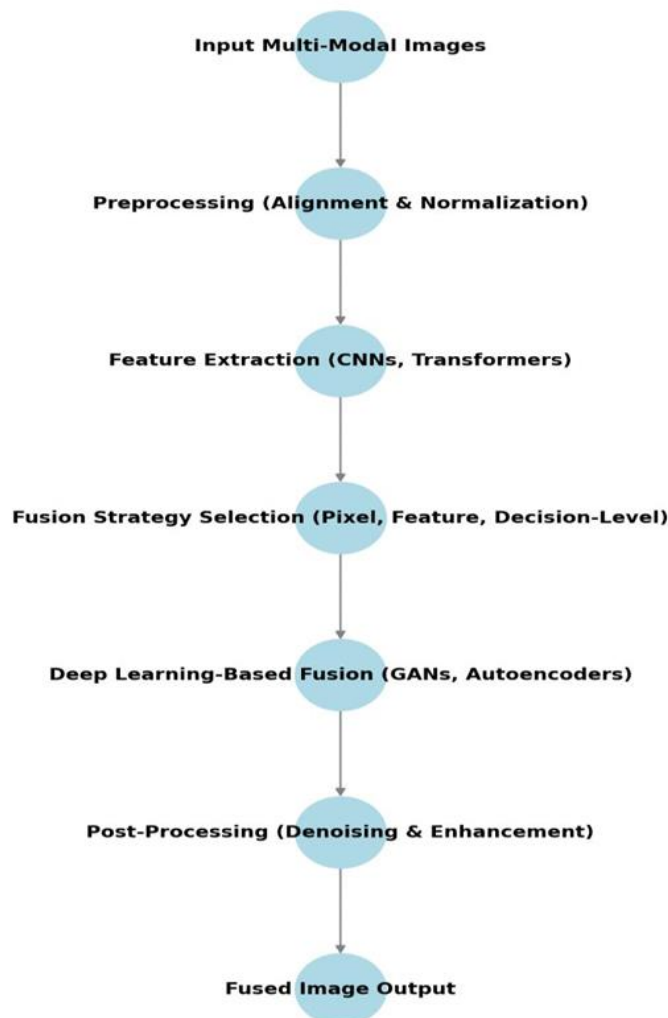 Input Multi-Modal Images
Preprocessing (Alignment & Normalization)
Feature Extraction (CNNs, Transformers)
Fusion Strategy Selection (Pixel, Feature, Decision-Level)
Deep Learning-Based Fusion (GANs, Autoencoders)
Post-Processing (Denoising & Enhancement)
Fused Image Output